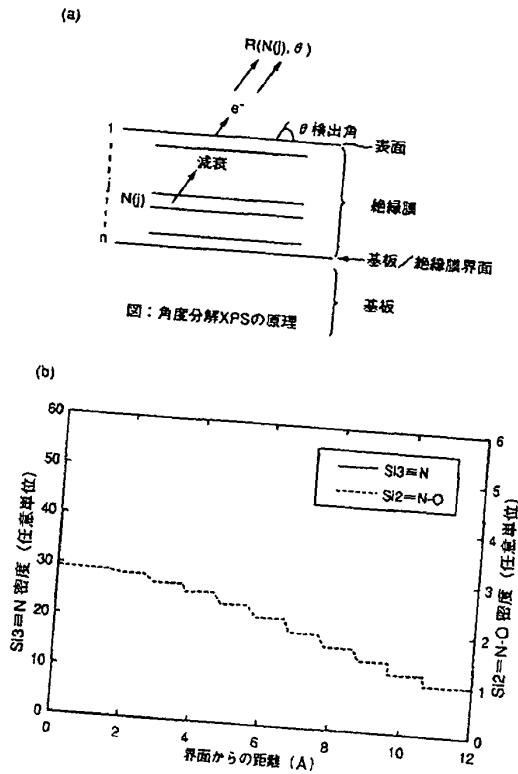 (a)
R(N(j), θ)
e-
θ 検出角
1
表面
減衰
絶縁膜
N(j)
n
基板／絶縁膜界面
基板
図：角度分解XPSの原理
(b)
60
50
40
30
20
10
0
Si3≡N 密度 (任意単位)
Si3≡N
Si2=N-O
6
5
4
3
2
1
0
Si2=N-O 密度 (任意単位)
0 2 4 6 8 10 12
界面からの距離 (A)